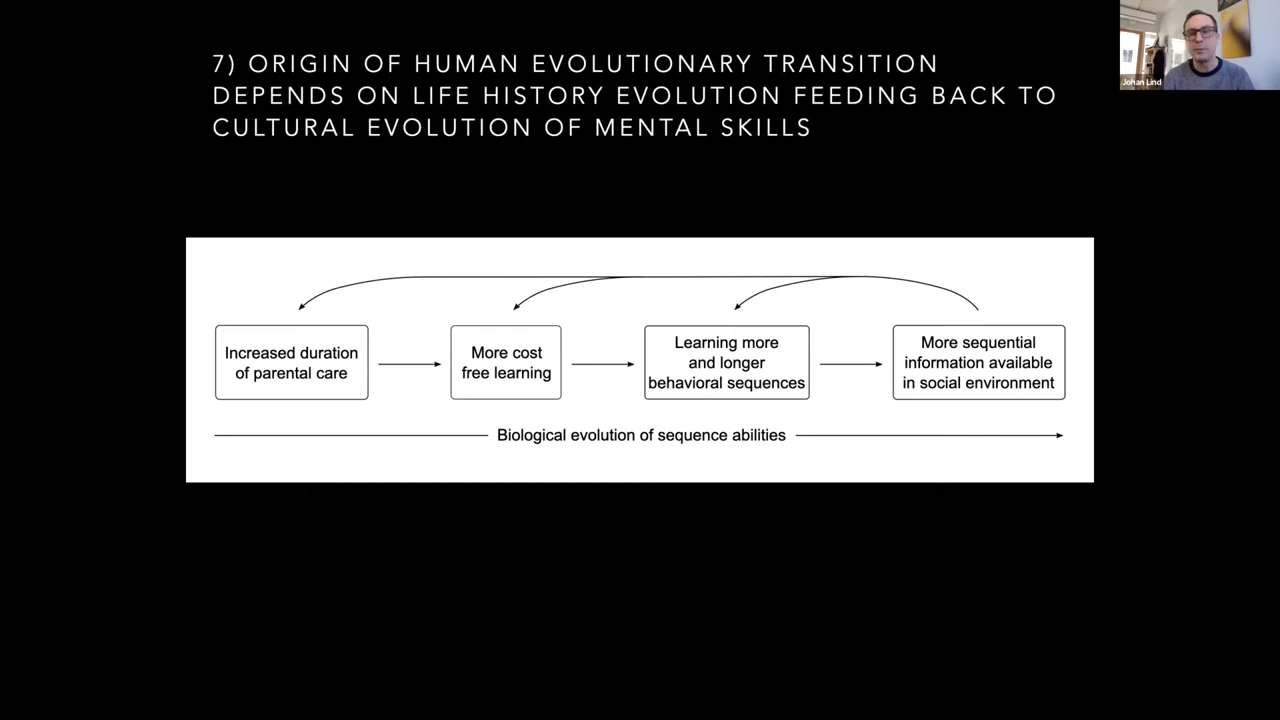 7) ORIGIN OF HUMAN EVOLUTIONARY TRANSITION
DEPENDS ON LIFE HISTORY EVOLUTION FEEDING BACK TO
CULTURAL EVOLUTION OF MENTAL SKILLS
Johan Lind
Increased duration
of parental care
More cost
free learning
Learning more
and longer
behavioral sequences
More sequential
information available
in social environment
Biological evolution of sequence abilities